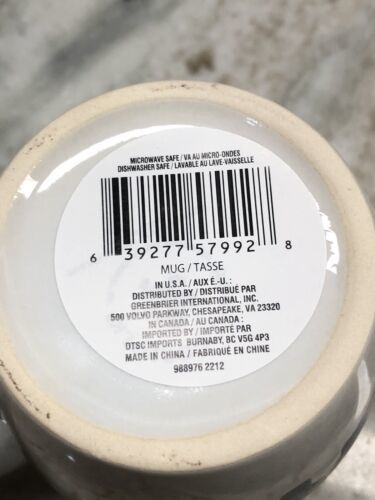 MICROWAVE SAFE / VA AU MICRO-ONDES
DISHWASHER SAFE / LAVABLE AU LAVE-VAISSELLE
6 39277 57992 8
MUG / TASSE
IN U.S.A. / AUX É.-U. :
DISTRIBUTED BY / DISTRIBUÉ PAR
GREENBRIER INTERNATIONAL, INC.
500 VOLVO PARKWAY, CHESAPEAKE, VA 23320
IN CANADA / AU CANADA :
IMPORTED BY / IMPORTÉ PAR
DTSC IMPORTS BURNABY, BC V5G 4P3
MADE IN CHINA / FABRIQUÉ EN CHINE
988976 2212